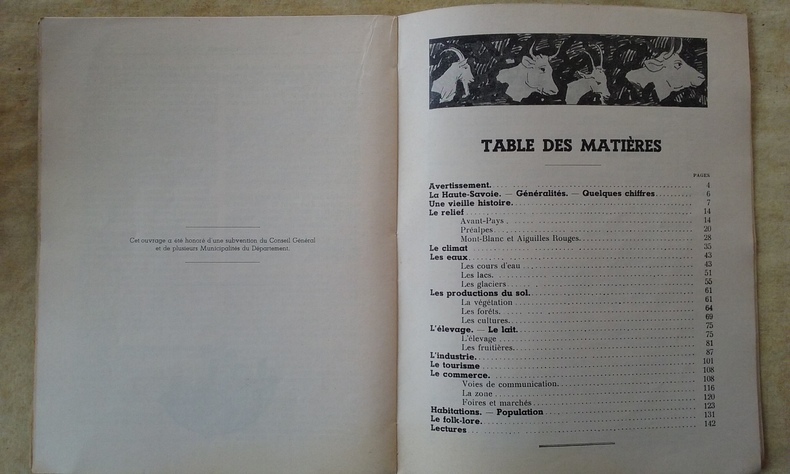 Cet ouvrage a été honoré d'une subvention du Conseil Général
et de plusieurs Municipalités du Département.
TABLE DES MATIÈRES
PAGES
Avertissement. 4
La Haute-Savoie. — Généralités. — Quelques chiffres 6
Une vieille histoire. 7
Le relief 14
Avant-Pays 14
Préalpes 20
Mont-Blanc et Aiguilles Rouges. 28
Le climat 35
Les eaux 43
Les cours d'eau 43
Les lacs. 51
Les glaciers 55
Les productions du sol. 61
La végétation 61
Les forêts. 64
Les cultures. 69
L'élevage. — Le lait. 75
L'élevage 75
Les fruitières. 81
L'industrie. 87
Le tourisme 101
Le commerce. 108
Voies de communication. 108
La zone 116
Foires et marchés 120
Habitations. — Population 123
Le folk-lore. 131
Lectures 142